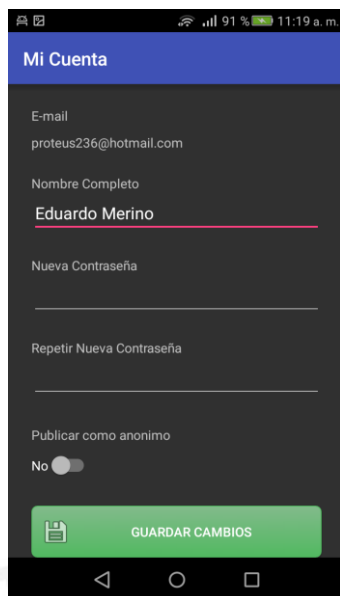 91 % 11:19 a. m.
Mi Cuenta
E-mail
proteus236@hotmail.com
Nombre Completo
Eduardo Merino
Nueva Contraseña
Repetir Nueva Contraseña
Publicar como anonimo
No
GUARDAR CAMBIOS